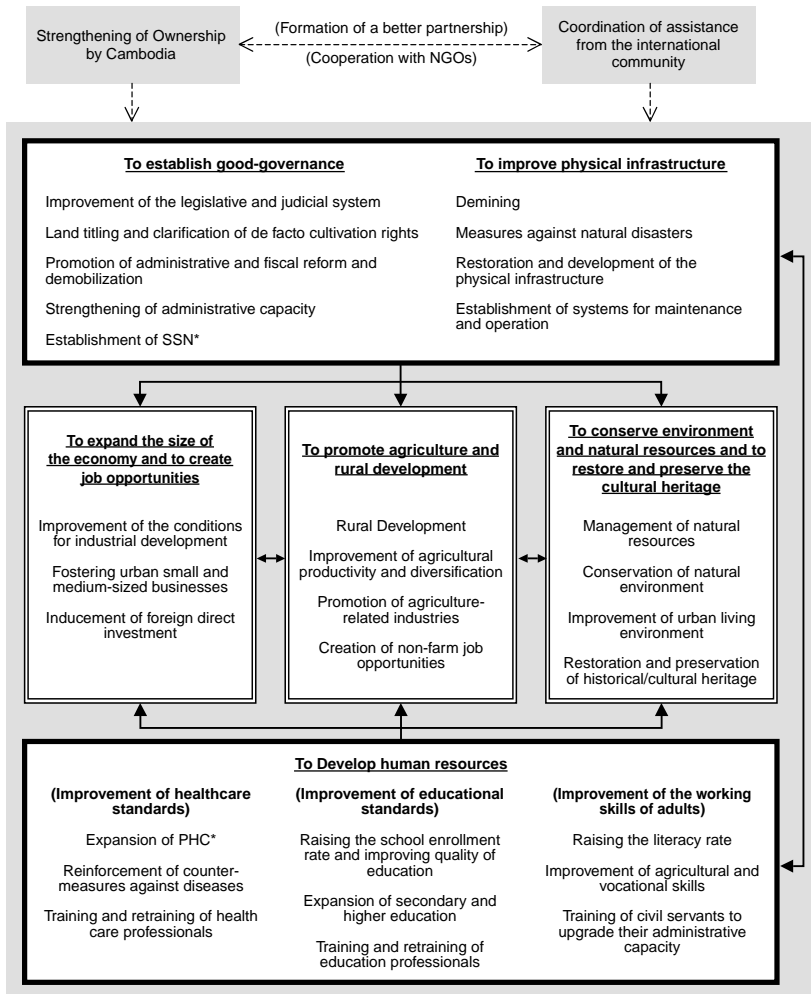 Strengthening of Ownership
by Cambodia
(Formation of a better partnership)
(Cooperation with NGOs)
Coordination of assistance
from the international
community
To establish good-governance
Improvement of the legislative and judicial system
Land titling and clarification of de facto cultivation rights
Promotion of administrative and fiscal reform and
demobilization
Strengthening of administrative capacity
Establishment of SSN*
To improve physical infrastructure
Demining
Measures against natural disasters
Restoration and development of the
physical infrastructure
Establishment of systems for maintenance
and operation
To expand the size of
the economy and to create
job opportunities
Improvement of the conditions
for industrial development
Fostering urban small and
medium-sized businesses
Inducement of foreign direct
investment
To promote agriculture and
rural development
Rural Development
Improvement of agricultural
productivity and diversification
Promotion of agriculture-
related industries
Creation of non-farm job
opportunities
To conserve environment
and natural resources and to
restore and preserve the
cultural heritage
Management of natural
resources
Conservation of natural
environment
Improvement of urban living
environment
Restoration and preservation
of historical/cultural heritage
To Develop human resources
(Improvement of healthcare
standards)
Expansion of PHC*
Reinforcement of counter-
measures against diseases
Training and retraining of health
care professionals
(Improvement of educational
standards)
Raising the school enrollment
rate and improving quality of
education
Expansion of secondary and
higher education
Training and retraining of
education professionals
(Improvement of the working
skills of adults)
Raising the literacy rate
Improvement of agricultural and
vocational skills
Training of civil servants to
upgrade their administrative
capacity